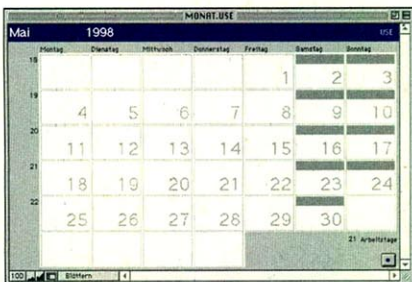 MONAT.USE
Mai 1998 USE
Montag Dienstag Mittwoch Donnerstag Freitag Samstag Sonntag
18 1 2 3
19 4 5 6 7 8 9 10
20 11 12 13 14 15 16 17
21 18 19 20 21 22 23 24
22 25 26 27 28 29 30
21 Arbeitstage
100 Blättern